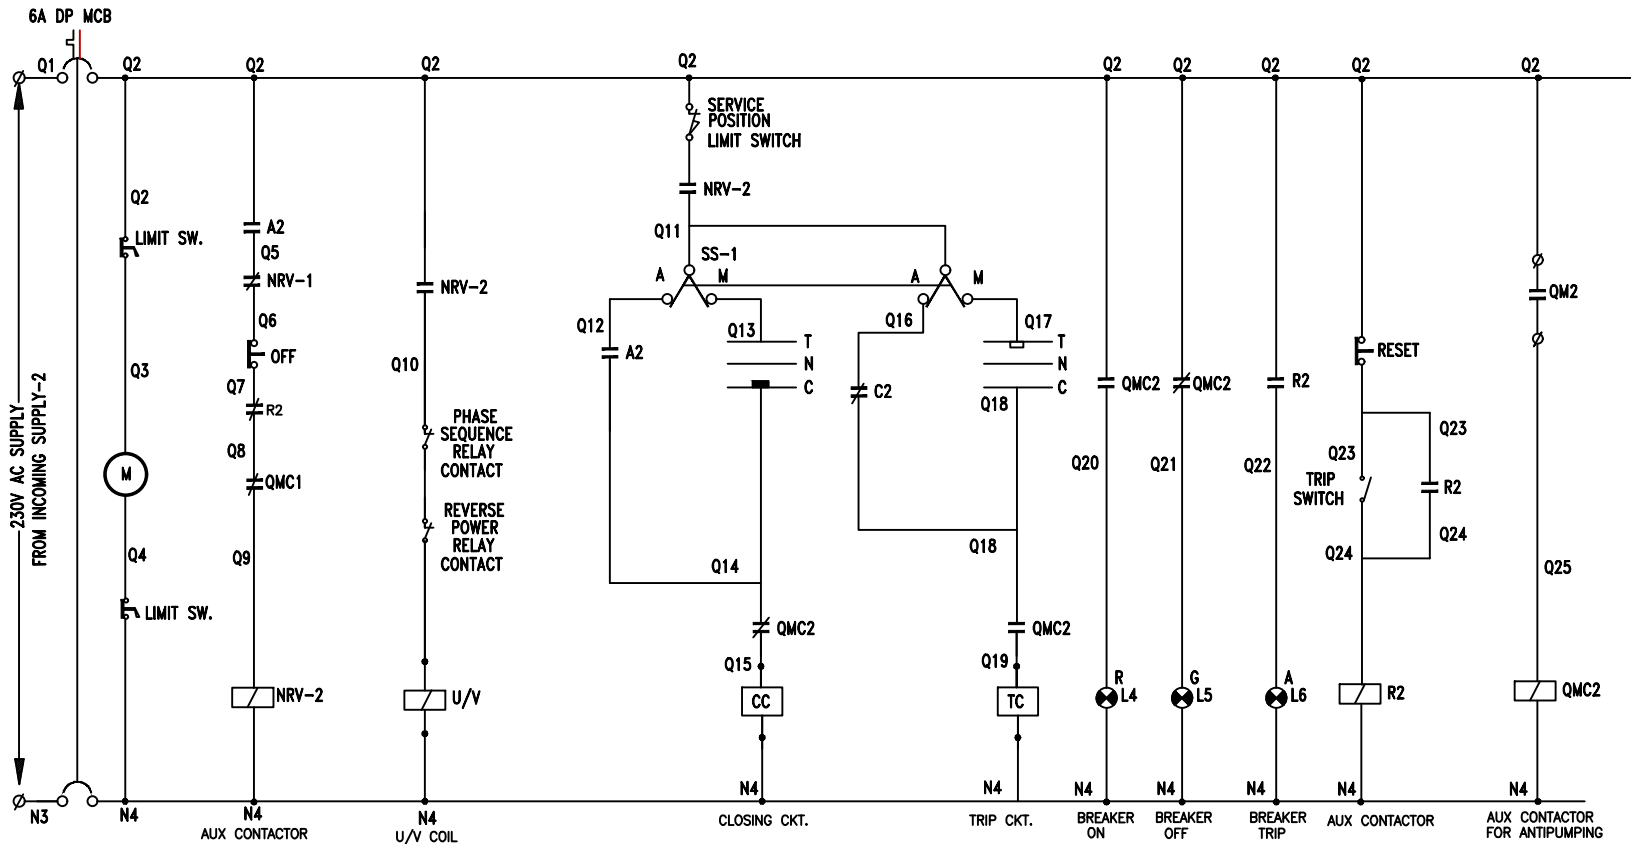 6A DP MCB
Q1
Q2
Q2
Q2
Q2
Q2
Q2
Q2
Q2
Q2
SERVICE
POSITION
LIMIT SWITCH
NRV-2
Q2
LIMIT SW.
A2
Q5
NRV-1
Q6
OFF
Q7
R2
Q8
QMC1
Q9
NRV-2
Q3
M
Q4
LIMIT SW.
230V AC SUPPLY
FROM INCOMING SUPPLY-2
NRV-2
Q10
PHASE
SEQUENCE
RELAY
CONTACT
REVERSE
POWER
RELAY
CONTACT
U/V
Q11
SS-1
A
M
A
M
Q12
Q13
Q16
Q17
A2
T
N
C
C2
T
N
C
Q18
Q18
Q14
QMC2
QMC2
Q15
Q19
CC
TC
QMC2
QMC2
R2
Q20
Q21
Q22
R
L4
G
L5
A
L6
RESET
Q23
Q23
TRIP
SWITCH
R2
Q24
Q24
R2
QM2
Q25
QMC2
N3
N4
N4
N4
N4
N4
N4
N4
N4
N4
N4
AUX CONTACTOR
U/V COIL
CLOSING CKT.
TRIP CKT.
BREAKER
ON
BREAKER
OFF
BREAKER
TRIP
AUX CONTACTOR
AUX CONTACTOR
FOR ANTIPUMPING